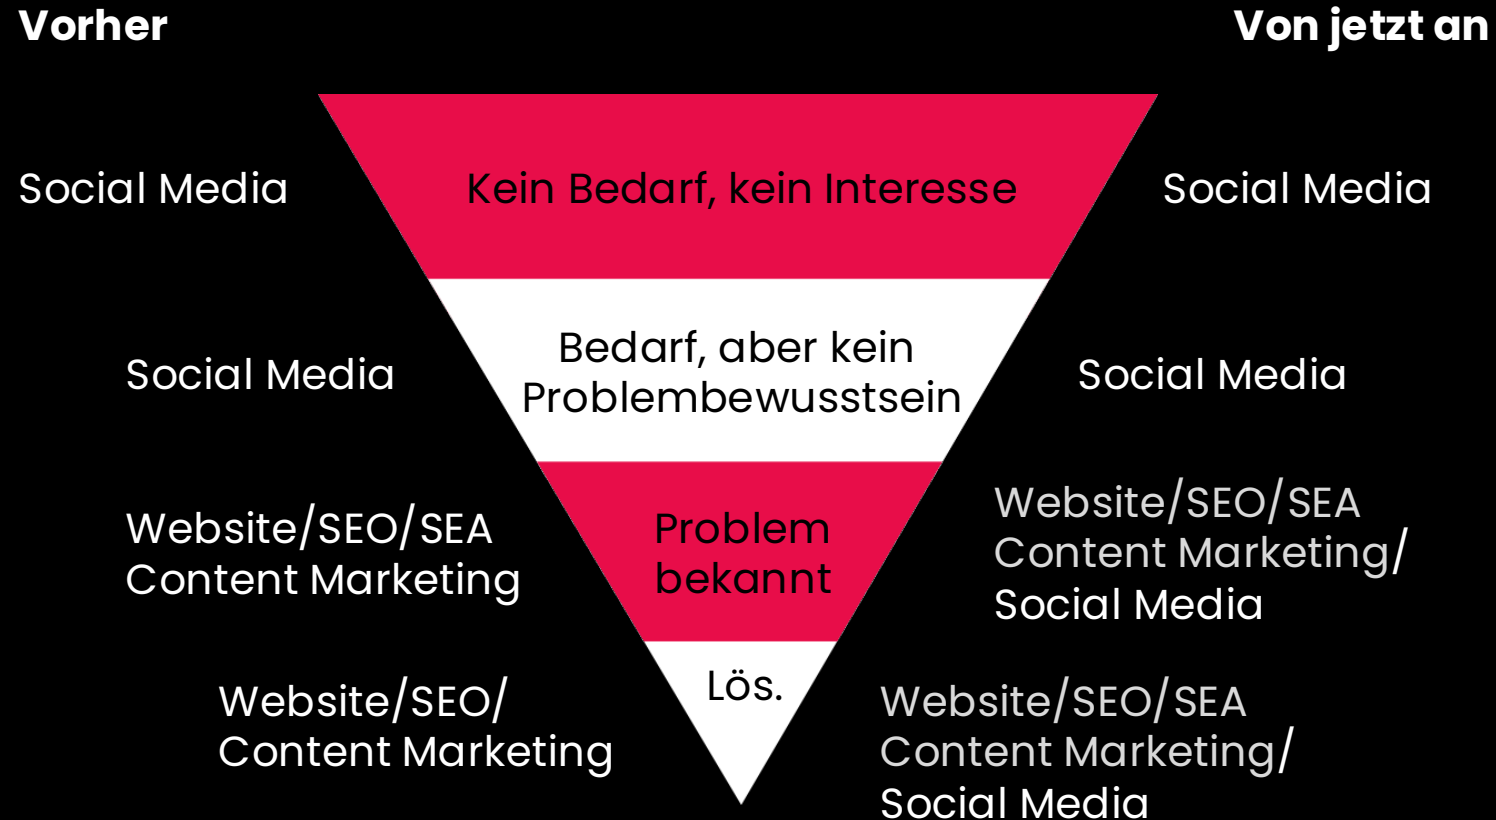 Vorher
Von jetzt an
Social Media
Kein Bedarf, kein Interesse
Social Media
Social Media
Bedarf, aber kein
Problembewusstsein
Social Media
Website/SEO/SEA
Content Marketing
Problem
bekannt
Website/SEO/SEA
Content Marketing/
Social Media
Website/SEO/
Content Marketing
Lös.
Website/SEO/SEA
Content Marketing/
Social Media